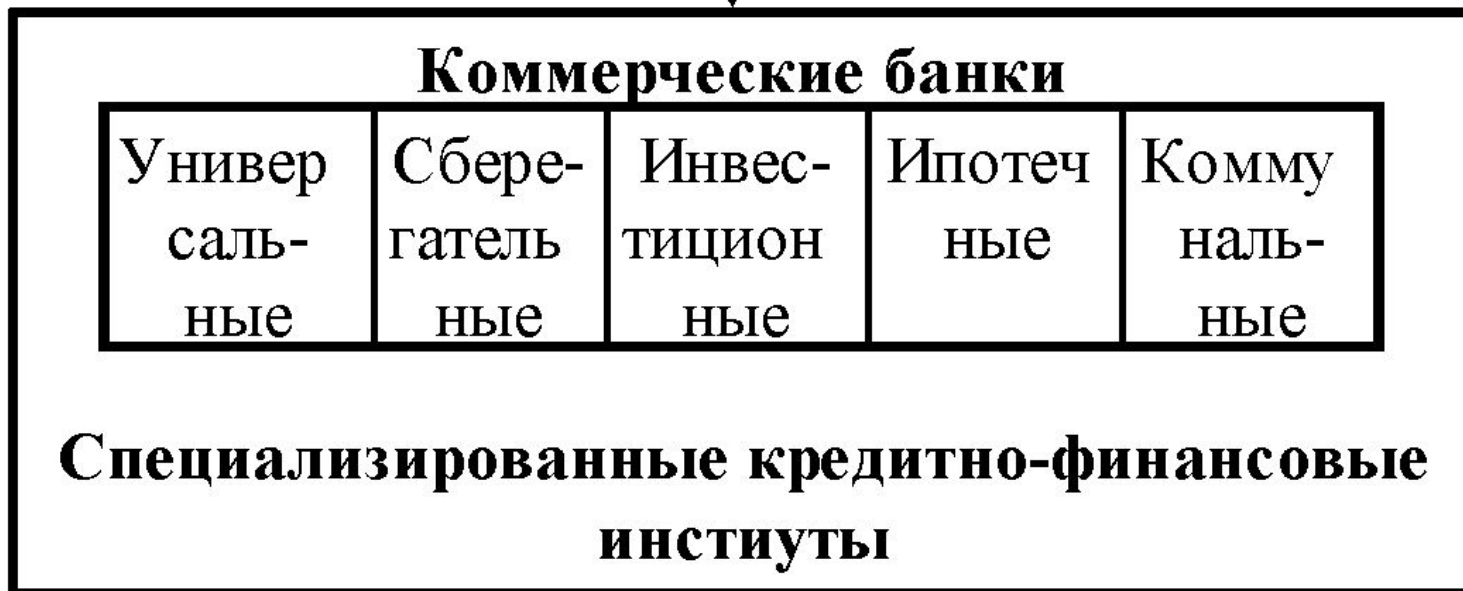 Коммерческие банки
Универ
саль-
ные
Сбере-
гатель
ные
Инвес-
тицион
ные
Ипотеч
ные
Комму
наль-
ные
Специализированные кредитно-финансовые
инстиуты